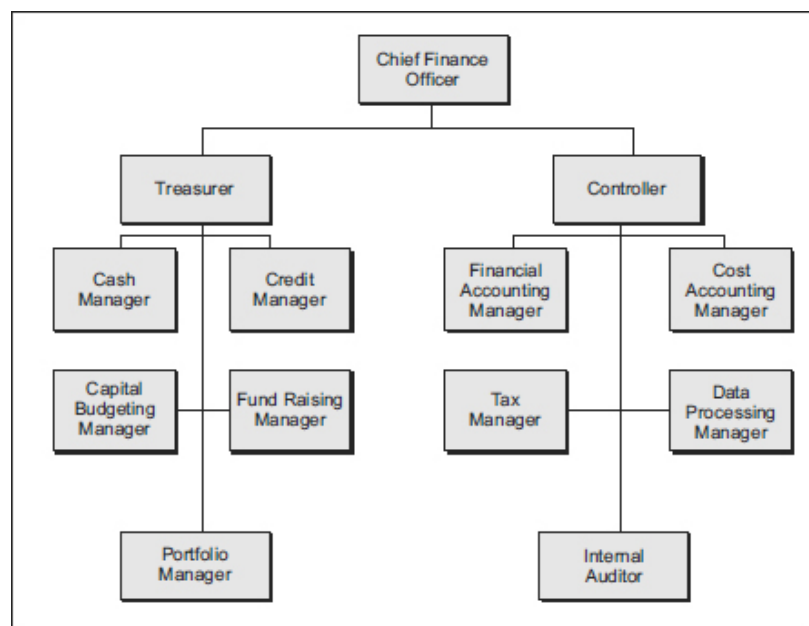 Chief Finance
Officer
Treasurer
Controller
Cash
Manager
Credit
Manager
Financial
Accounting
Manager
Cost
Accounting
Manager
Capital
Budgeting
Manager
Fund Raising
Manager
Tax
Manager
Data
Processing
Manager
Portfolio
Manager
Internal
Auditor